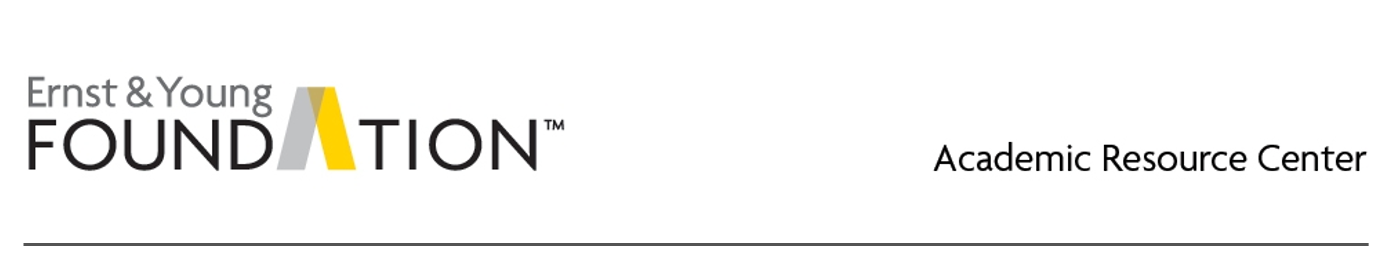 Ernst & Young
FOUNDATION™
Academic Resource Center